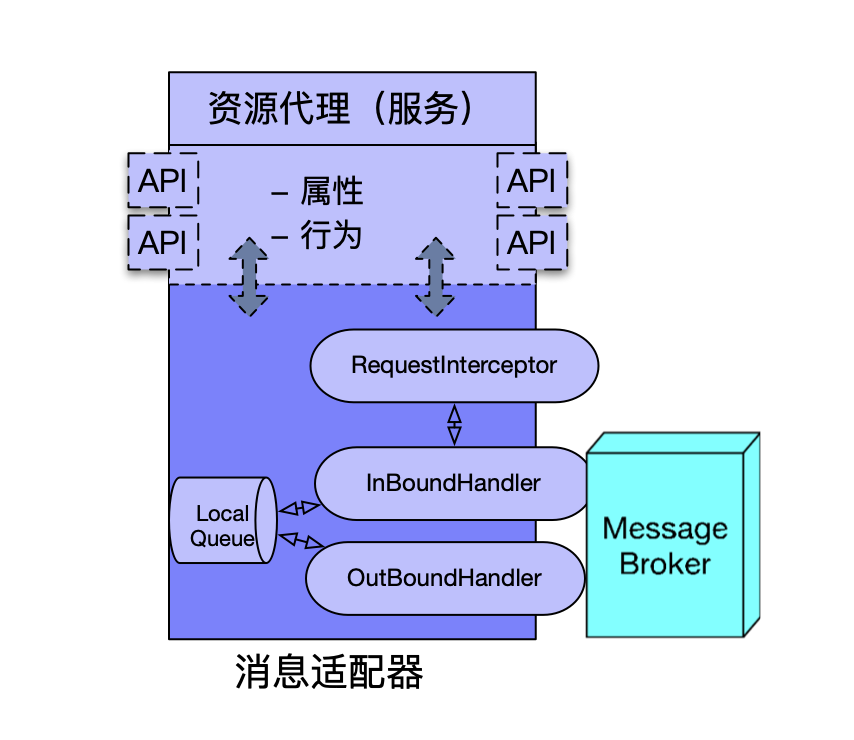 资源代理（服务）
API
API
– 属性
– 行为
API
API
RequestInterceptor
InBoundHandler
Local
Queue
OutBoundHandler
Message
Broker
消息适配器